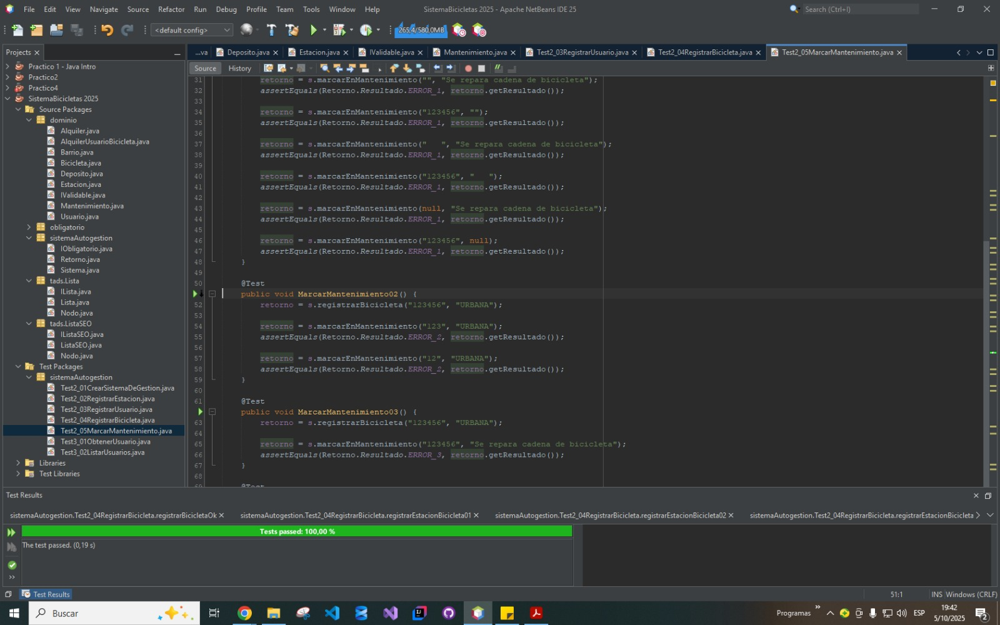 File Edit View Navigate Source Refactor Run Debug Profile Team Tools Window Help
SistemaBicicletas 2025 - Apache NetBeans IDE 25
Search (Ctrl+I)
<default config>
265,4/580,0MB
Projects
...va Deposito.java Estacion.java IValidable.java Mantenimiento.java Test2_03RegistrarUsuario.java Test2_04RegistrarBicicleta.java Test2_05MarcarMantenimiento.java
Source History
Practico 1 - Java Intro
Practico2
Practico4
SistemaBicicletas 2025
Source Packages
dominio
Alquiler.java
AlquilerUsuarioBicicleta.java
Barrio.java
Bicicleta.java
Deposito.java
Estacion.java
IValidable.java
Mantenimiento.java
Usuario.java
obligatorio
sistemaAutogestion
IObligatorio.java
Retorno.java
Sistema.java
tads.Lista
ILista.java
Lista.java
Nodo.java
tads.ListaSEO
IListaSEO.java
ListaSEO.java
Nodo.java
Test Packages
sistemaAutogestion
Test2_01CrearSistemaDeGestion.java
Test2_02RegistrarEstacion.java
Test2_03RegistrarUsuario.java
Test2_04RegistrarBicicleta.java
Test2_05MarcarMantenimiento.java
Test3_01ObtenerUsuario.java
Test3_02ListarUsuarios.java
Libraries
Test Libraries
31 retorno = s.marcarEnMantenimiento("", "Se repara cadena de bicicleta");
32 assertEquals(Retorno.Resultado.ERROR_1, retorno.getResultado());
33
34 retorno = s.marcarEnMantenimiento("123456", "");
35 assertEquals(Retorno.Resultado.ERROR_1, retorno.getResultado());
36
37 retorno = s.marcarEnMantenimiento("   ", "Se repara cadena de bicicleta");
38 assertEquals(Retorno.Resultado.ERROR_1, retorno.getResultado());
39
40 retorno = s.marcarEnMantenimiento("123456", "   ");
41 assertEquals(Retorno.Resultado.ERROR_1, retorno.getResultado());
42
43 retorno = s.marcarEnMantenimiento(null, "Se repara cadena de bicicleta");
44 assertEquals(Retorno.Resultado.ERROR_1, retorno.getResultado());
45
46 retorno = s.marcarEnMantenimiento("123456", null);
47 assertEquals(Retorno.Resultado.ERROR_1, retorno.getResultado());
48 }
49
50 @Test
public void MarcarMantenimiento02() {
52 retorno = s.registrarBicicleta("123456", "URBANA");
53
54 retorno = s.marcarEnMantenimiento("123", "URBANA");
55 assertEquals(Retorno.Resultado.ERROR_2, retorno.getResultado());
56
57 retorno = s.marcarEnMantenimiento("12", "URBANA");
58 assertEquals(Retorno.Resultado.ERROR_2, retorno.getResultado());
59 }
60
61 @Test
public void MarcarMantenimiento03() {
63 retorno = s.registrarBicicleta("123456", "URBANA");
64
65 retorno = s.marcarEnMantenimiento("123456", "Se repara cadena de bicicleta");
66 assertEquals(Retorno.Resultado.ERROR_3, retorno.getResultado());
67 }
68
69 @Test
Test Results
sistemaAutogestion.Test2_04RegistrarBicicleta.registrarBicicletaOk sistemaAutogestion.Test2_04RegistrarBicicleta.registrarEstacionBicicleta01 sistemaAutogestion.Test2_04RegistrarBicicleta.registrarEstacionBicicleta02 sistemaAutogestion.Test2_04RegistrarBicicleta.registrarEstacionBicicleta
Tests passed: 100,00 %
The test passed. (0,19 s)
Test Results
51:1 INS Windows (CRLF)
Buscar
Programas
ESP
19:42
5/10/2025
2